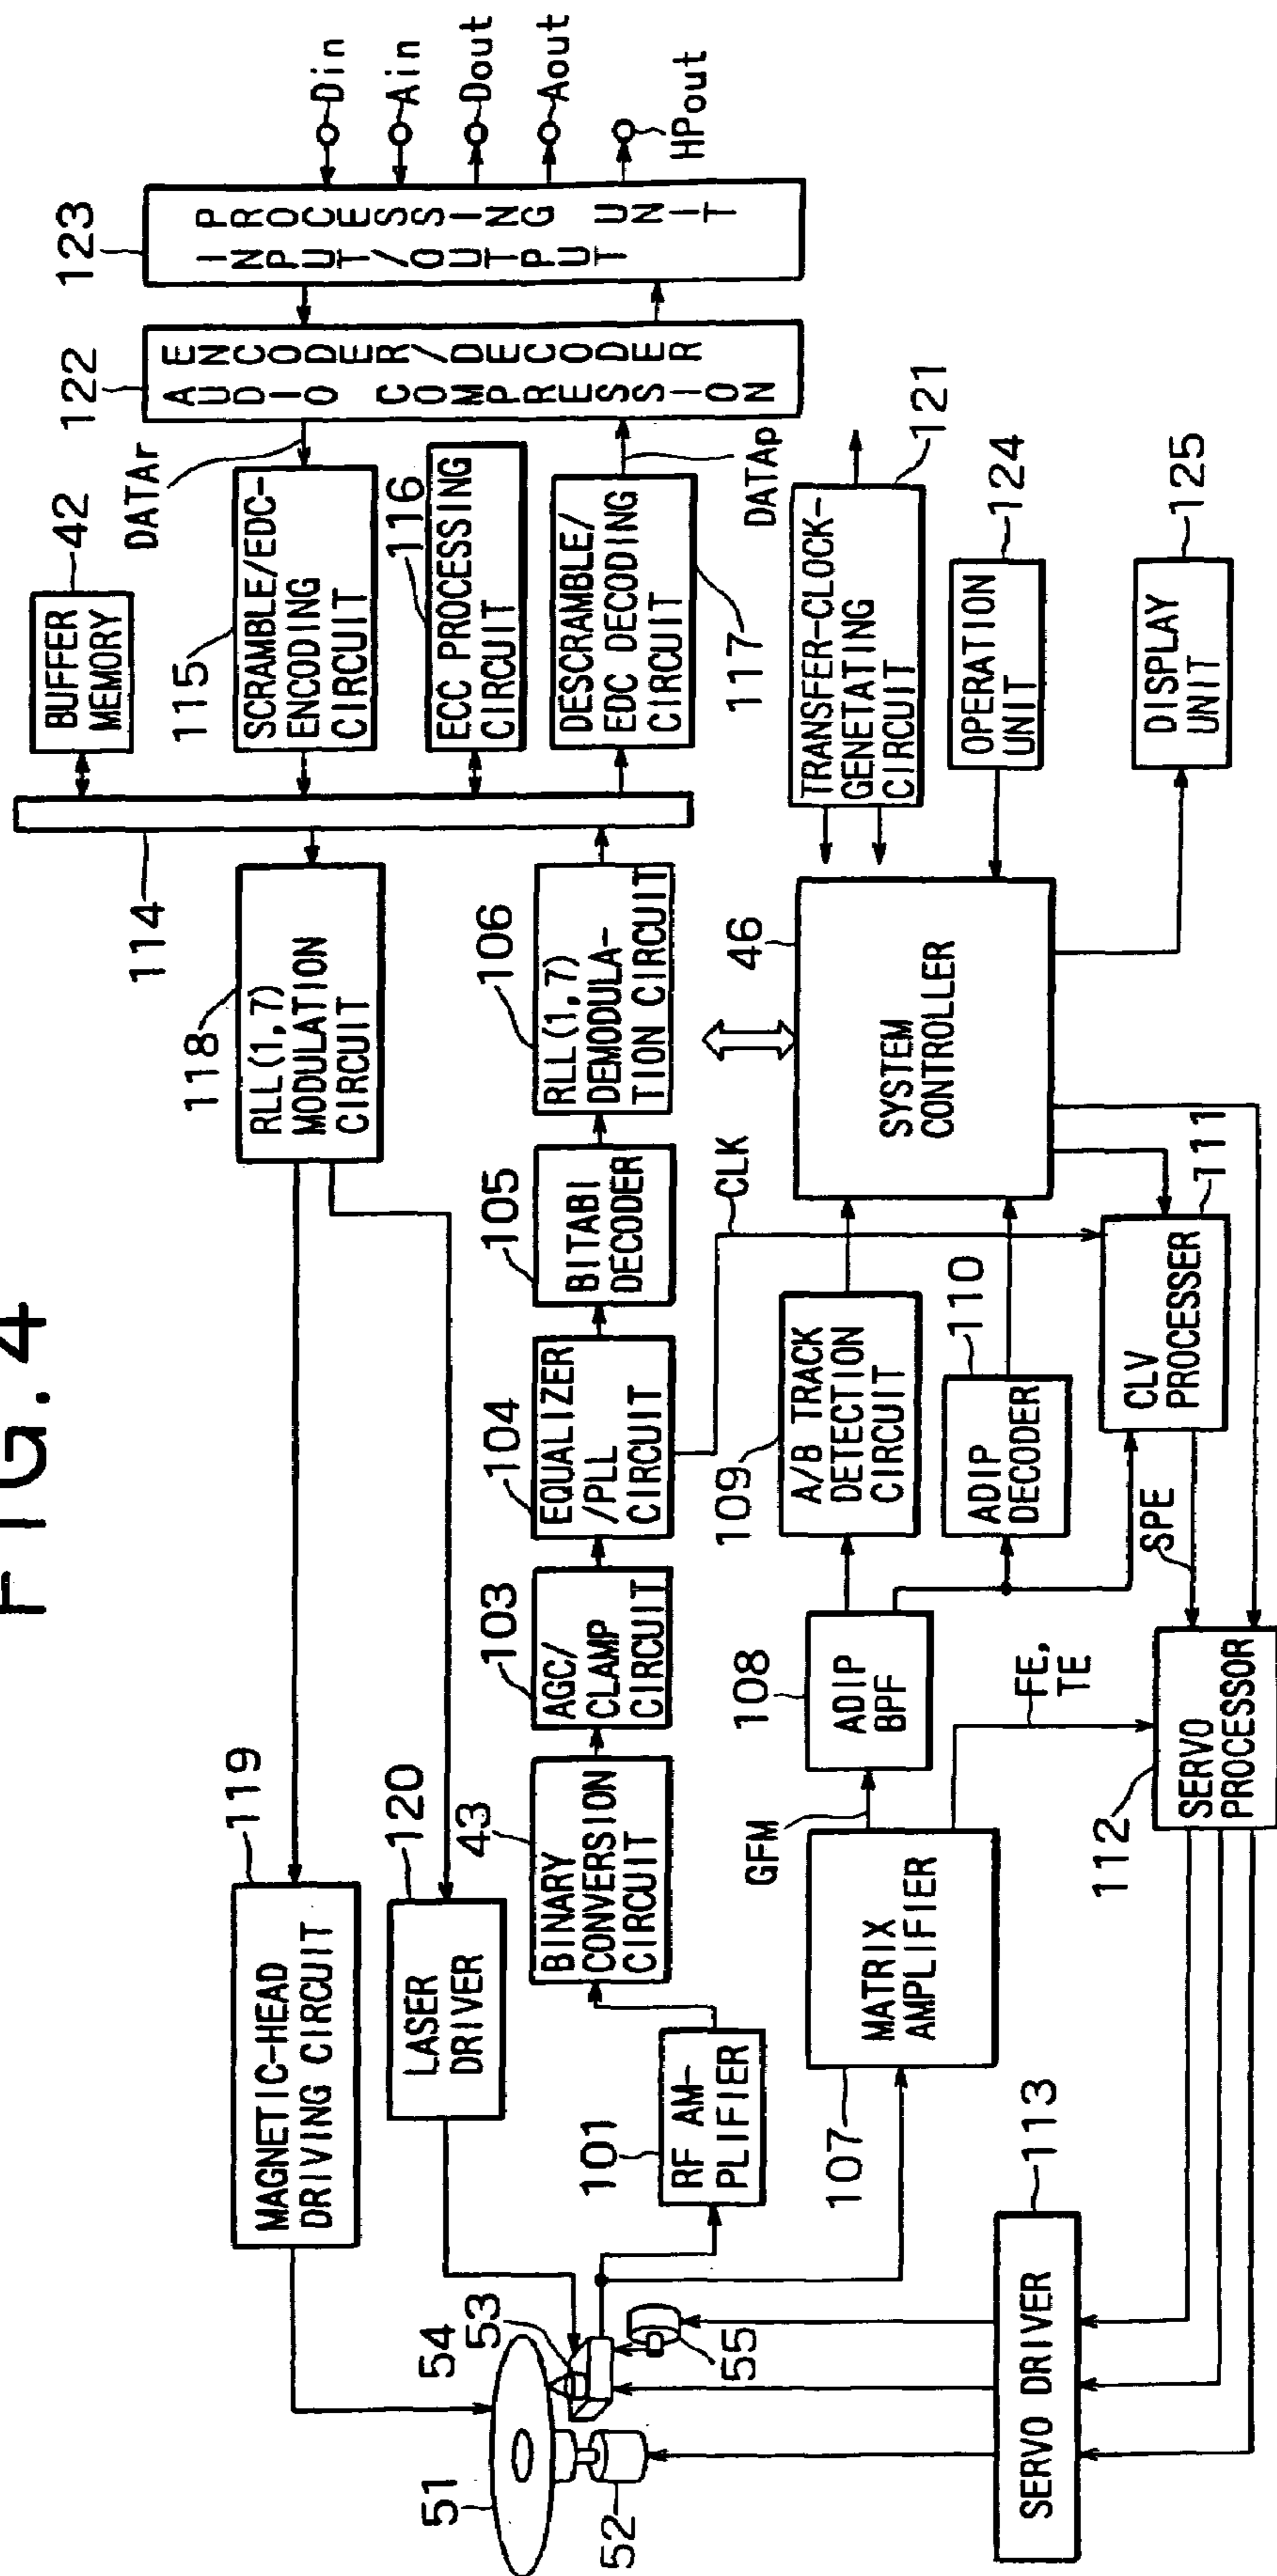 FIG.4
119
MAGNETIC-HEAD
DRIVING CIRCUIT
120
LASER
DRIVER
118
RLL(1,7)
MODULATION
CIRCUIT
114
42
BUFFER
MEMORY
115
SCRAMBLE/EDC-
ENCODING
CIRCUIT
DATAr
116
ECC PROCESSING
CIRCUIT
DESCRAMBLE/
EDC DECODING
CIRCUIT
117
DATAp
122
AUDIO COMPRESSION
ENCODER/DECODER
123
INPUT/OUTPUT
PROCESSING UNIT
Din
Ain
Dout
Aout
HPout
51
52
54
53
55
101
RF AM-
PLIFIER
43
BINARY
CONVERSION
CIRCUIT
103
AGC/
CLAMP
CIRCUIT
104
EQUALIZER
/PLL
CIRCUIT
105
BITABI
DECODER
106
RLL(1,7)
DEMODULA-
TION CIRCUIT
CLK
107
MATRIX
AMPLIFIER
GFM
108
ADIP
BPF
109
A/B TRACK
DETECTION
CIRCUIT
110
ADIP
DECODER
46
SYSTEM
CONTROLLER
TRANSFER-CLOCK-
GENETATING
CIRCUIT
121
OPERATION
UNIT
124
DISPLAY
UNIT
125
CLV
PROCESSER
111
SPE
FE,
TE
SERVO
PROCESSOR
112
SERVO DRIVER
113